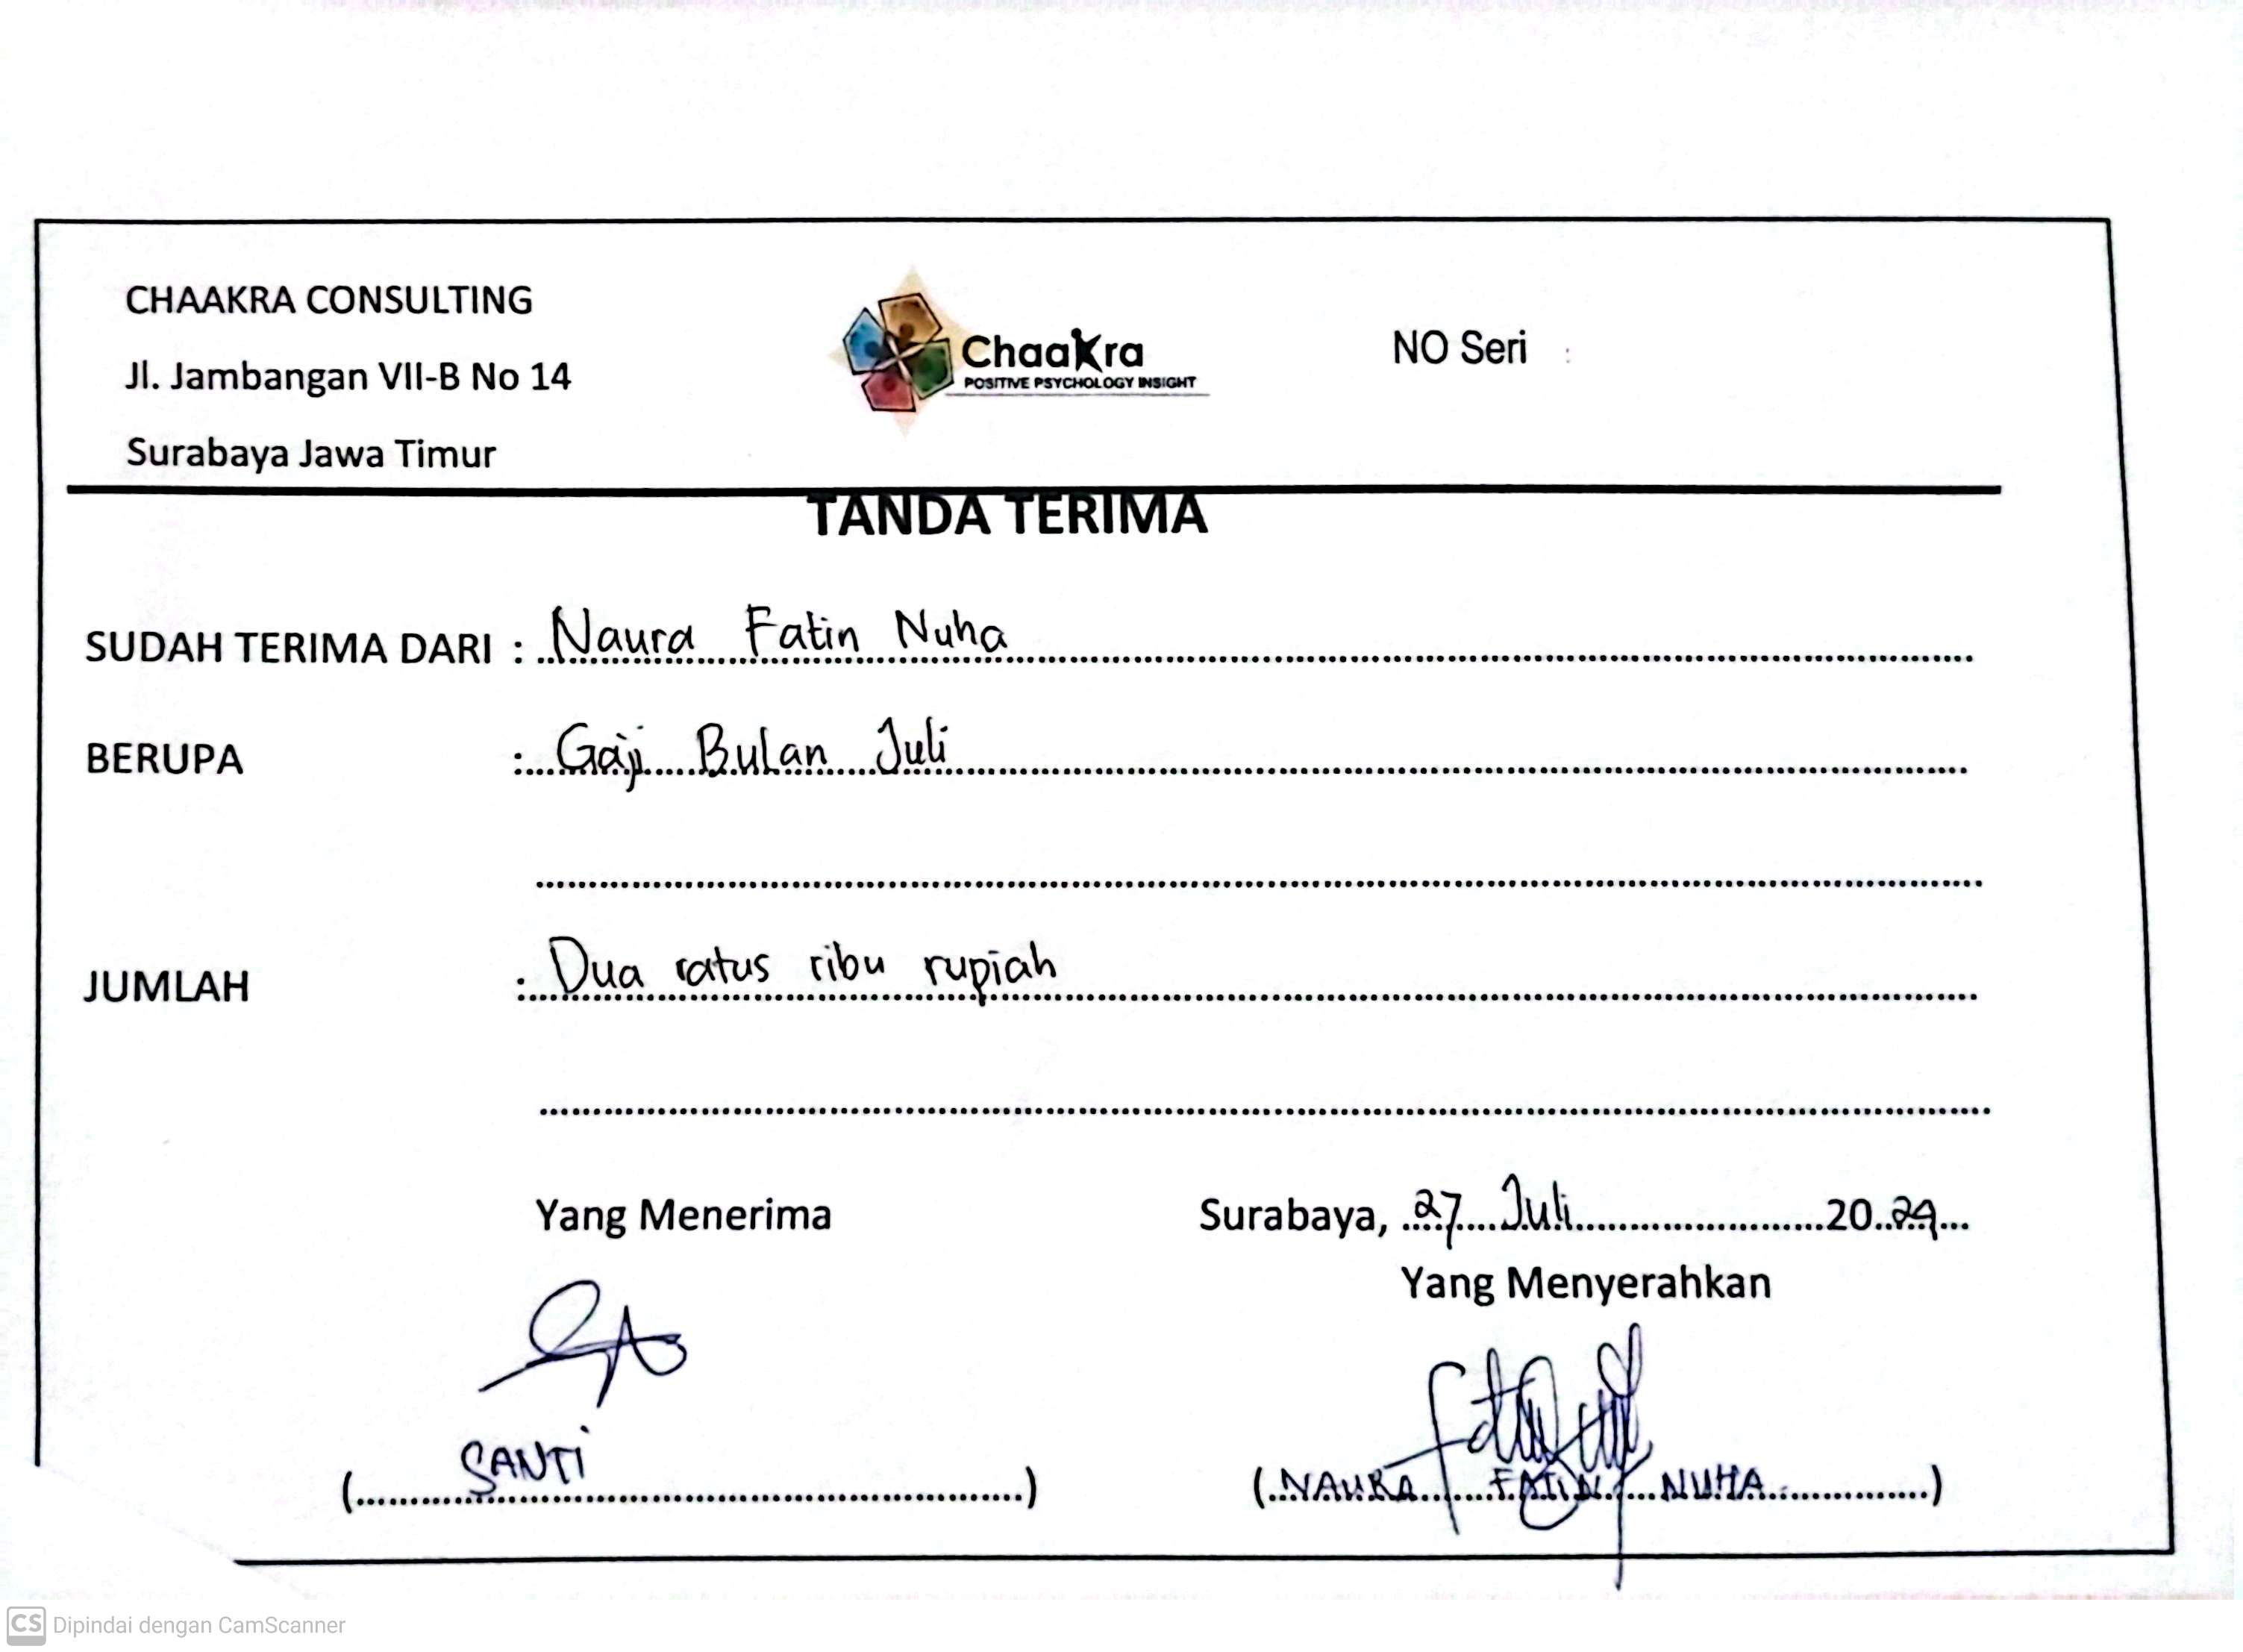 CHAAKRA CONSULTING
Jl. Jambangan VII-B No 14
Surabaya Jawa Timur
Chaakra
POSITIVE PSYCHOLOGY INSIGHT
NO Seri :
TANDA TERIMA
SUDAH TERIMA DARI : Naura Fatin Nuha
BERUPA : Gaji Bulan Juli
JUMLAH : Dua ratus ribu rupiah
Yang Menerima
Surabaya, 27 Juli 2024
Yang Menyerahkan
(SANTI)
(NAURA FATIN NUHA)
CS Dipindai dengan CamScanner